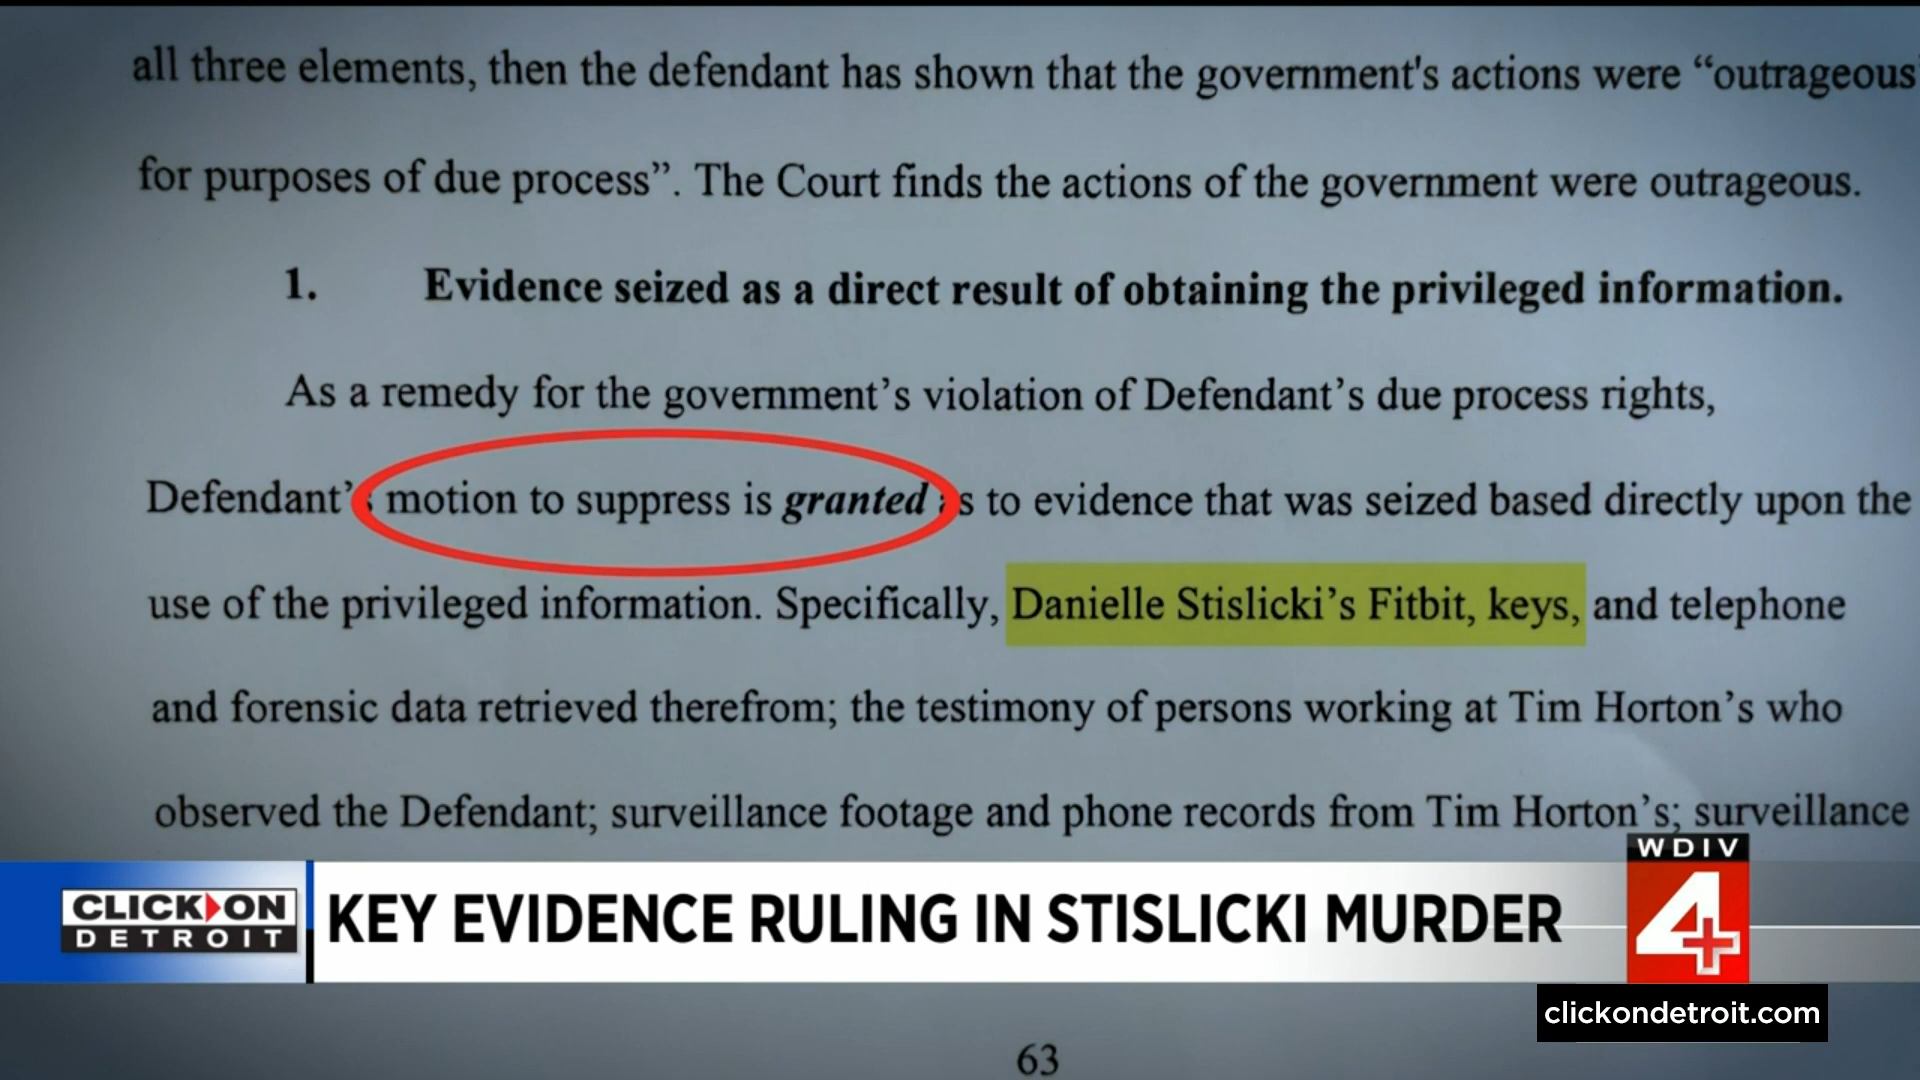 all three elements, then the defendant has shown that the government's actions were “outrageous
for purposes of due process”. The Court finds the actions of the government were outrageous.
1. Evidence seized as a direct result of obtaining the privileged information.
As a remedy for the government’s violation of Defendant’s due process rights,
Defendant’s motion to suppress is granted as to evidence that was seized based directly upon the
use of the privileged information. Specifically, Danielle Stislicki’s Fitbit, keys, and telephone
and forensic data retrieved therefrom; the testimony of persons working at Tim Horton’s who
observed the Defendant; surveillance footage and phone records from Tim Horton’s; surveillance
CLICK ON
DETROIT
KEY EVIDENCE RULING IN STISLICKI MURDER
WDIV
4
clickondetroit.com
63